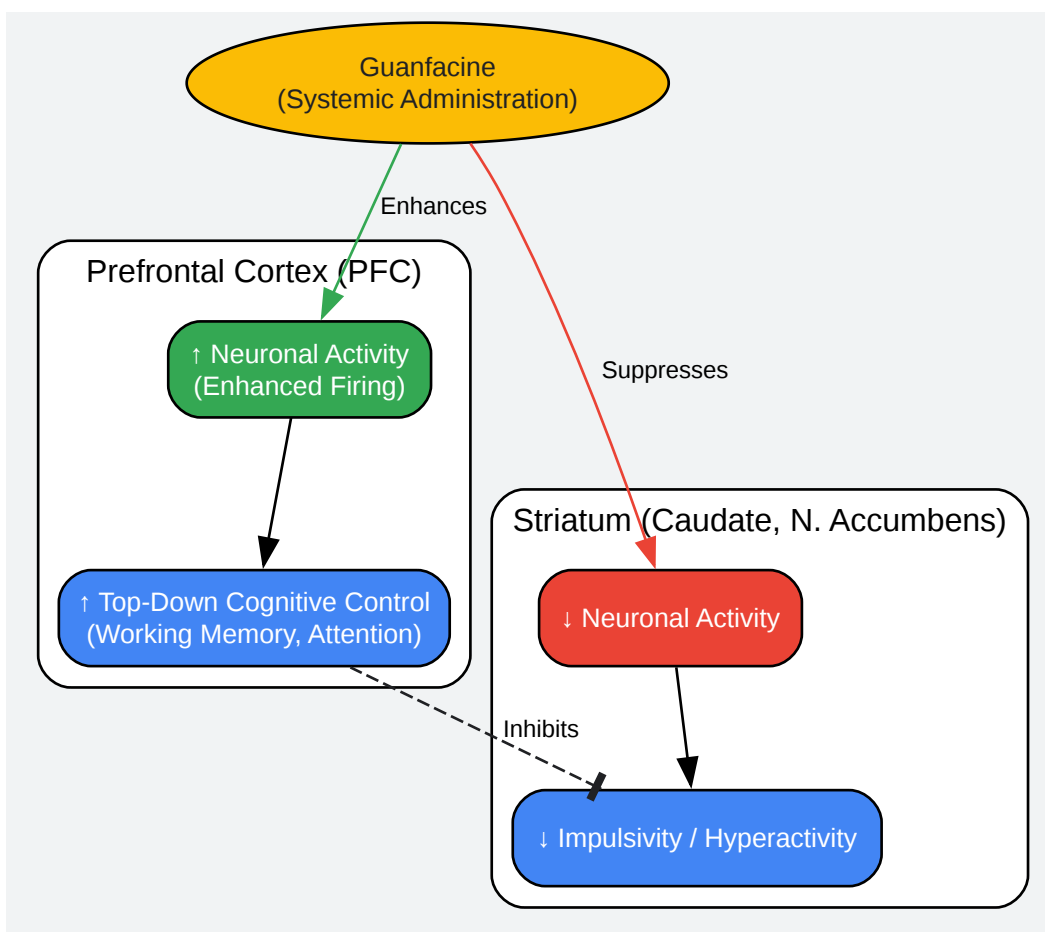 Guanfacine
(Systemic Administration)
Enhances
Prefrontal Cortex (PFC)
↑ Neuronal Activity
(Enhanced Firing)
Suppresses
Striatum (Caudate, N. Accumbens)
↑ Top-Down Cognitive Control
(Working Memory, Attention)
↓ Neuronal Activity
Inhibits
↓ Impulsivity / Hyperactivity